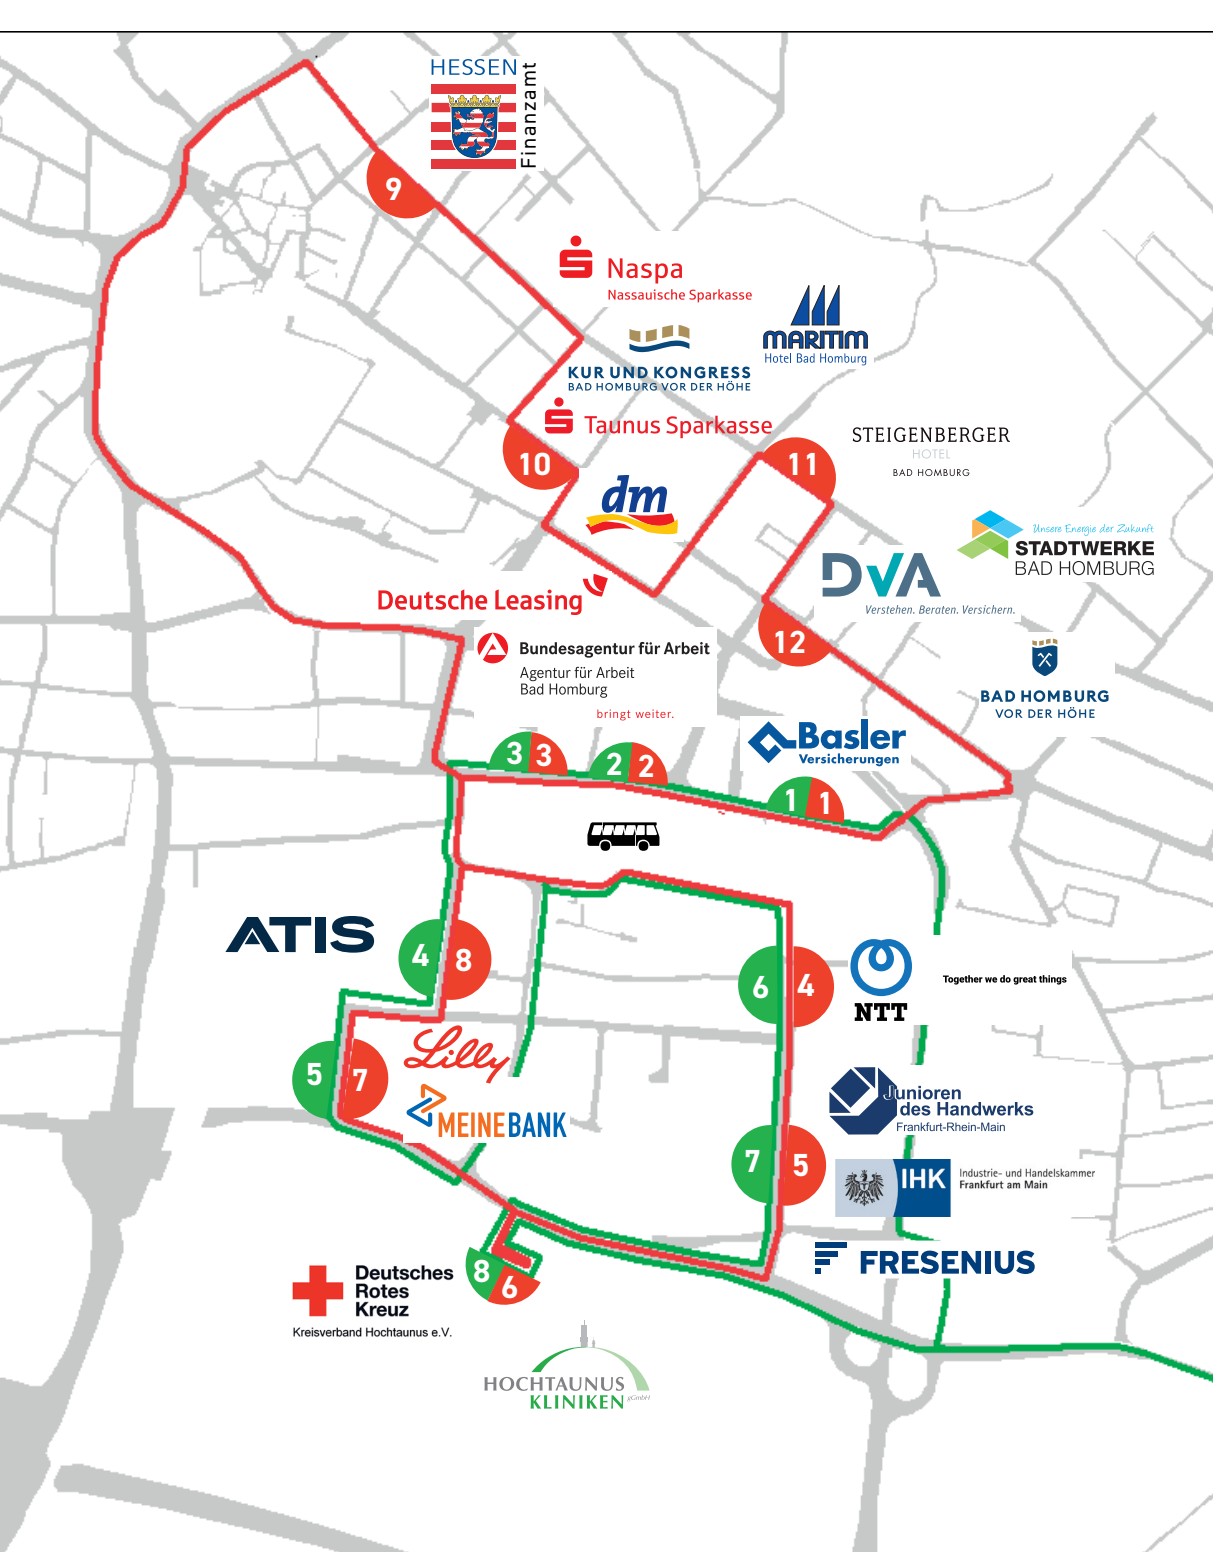 HESSEN
Finanzamt
9
Naspa
Nassauische Sparkasse
MARITIM
Hotel Bad Homburg
KUR UND KONGRESS
BAD HOMBURG VOR DER HÖHE
Taunus Sparkasse
10
11
STEIGENBERGER
HOTEL
BAD HOMBURG
dm
Unsere Energie der Zukunft
STADTWERKE
BAD HOMBURG
DVA
Verstehen. Beraten. Versichern.
Deutsche Leasing
12
Bundesagentur für Arbeit
Agentur für Arbeit
Bad Homburg
bringt weiter.
BAD HOMBURG
VOR DER HÖHE
Basler
Versicherungen
3 3
2 2
1 1
ATIS
4 8
6 4
NTT
Together we do great things
Lilly
5 7
MEINE BANK
Junioren
des Handwerks
Frankfurt-Rhein-Main
7 5
IHK
Industrie- und Handelskammer
Frankfurt am Main
FRESENIUS
8 6
Deutsches
Rotes
Kreuz
Kreisverband Hochtaunus e.V.
HOCHTAUNUS
KLINIKEN
gGmbH